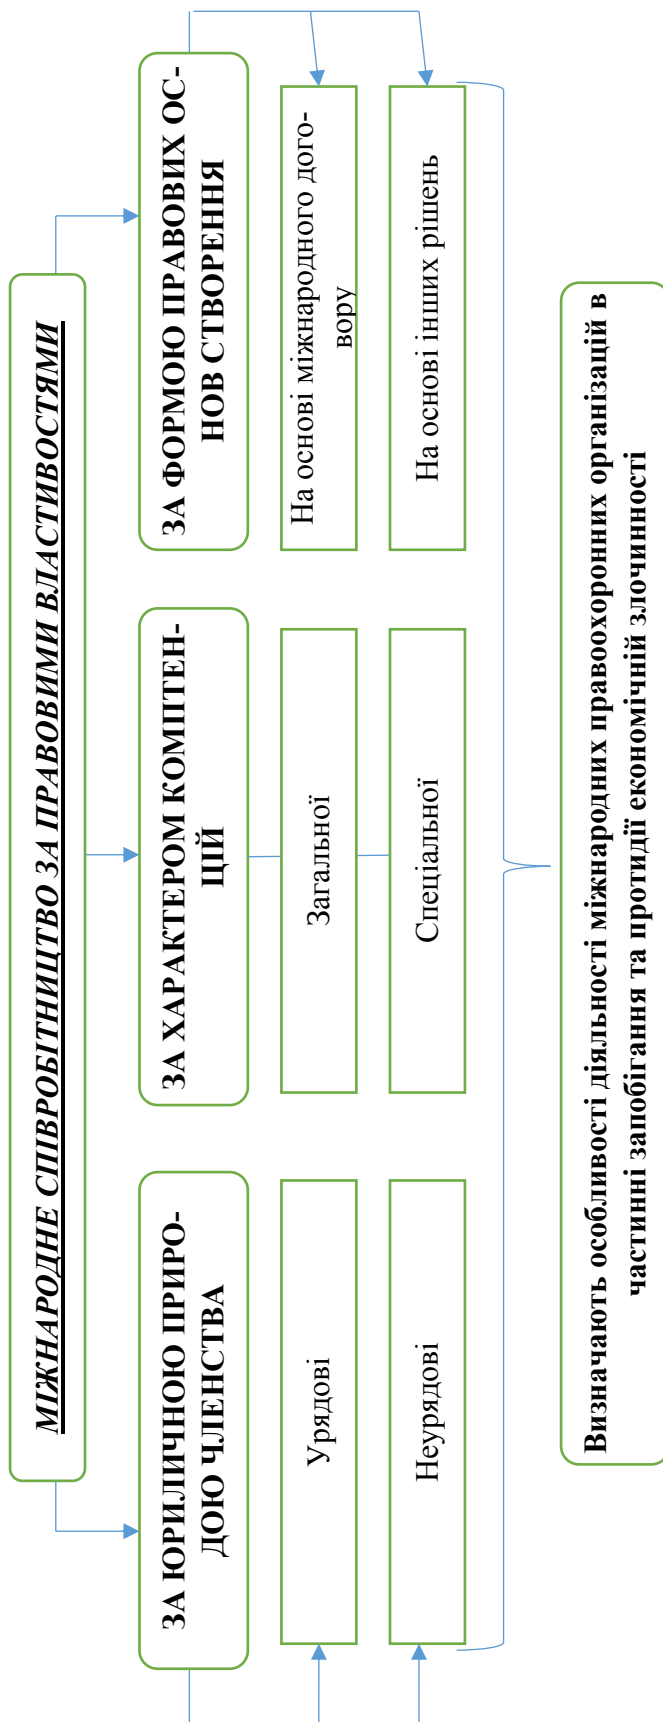 МІЖНАРОДНЕ СПІВРОБІТНИЦТВО ЗА ПРАВОВИМИ ВЛАСТИВОСТЯМИ
ЗА ЮРИЛИЧНОЮ ПРИРО-
ДОЮ ЧЛЕНСТВА
Урядові
Неурядові
ЗА ХАРАКТЕРОМ КОМПТЕН-
ЦІЙ
Загальної
Спеціальної
ЗА ФОРМОЮ ПРАВОВИХ ОС-
НОВ СТВОРЕННЯ
На основі міжнародного дого-
вору
На основі інших рішень
Визначають особливості діяльності міжнародних правоохоронних організацій в
частинні запобігання та протидії економічній злочинності